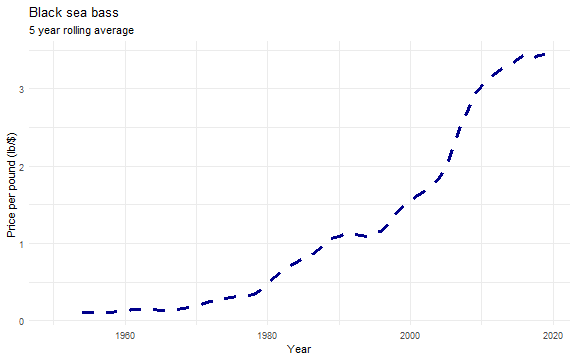 Black sea bass
5 year rolling average
Price per pound (lb/$)
3
2
1
0
1960 1980 2000 2020
Year